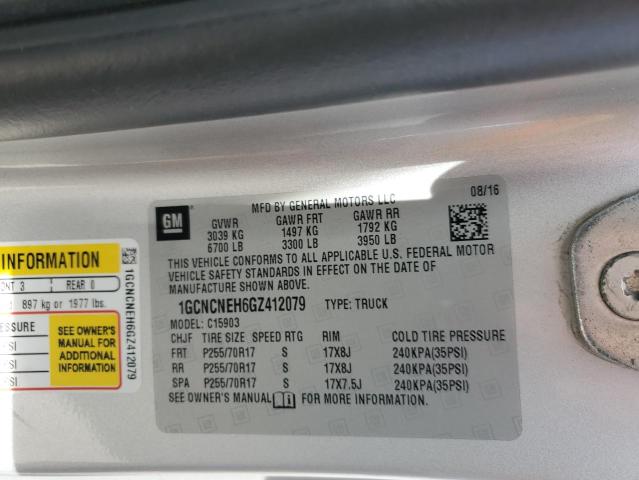 MFD BY GENERAL MOTORS LLC 08/16
GM
GVWR GAWR FRT GAWR RR
3039 KG 1497 KG 1792 KG
6700 LB 3300 LB 3950 LB
THIS VEHICLE CONFORMS TO ALL APPLICABLE U.S. FEDERAL MOTOR
VEHICLE SAFETY STANDARDS IN EFFECT ON THE DATE OF
MANUFACTURE SHOWN ABOVE.
1GCNCNEH6GZ412079 TYPE: TRUCK
MODEL: C15903
CHJF TIRE SIZE SPEED RTG RIM COLD TIRE PRESSURE
FRT P255/70R17 S 17X8J 240KPA(35PSI)
RR P255/70R17 S 17X8J 240KPA(35PSI)
SPA P255/70R17 S 17X7.5J 240KPA(35PSI)
SEE OWNER'S MANUAL FOR MORE INFORMATION.
INFORMATION
3 REAR 0
897 kg or 1977 lbs.
SEE OWNER'S
MANUAL FOR
ADDITIONAL
INFORMATION
1GCNCNEH6GZ412079